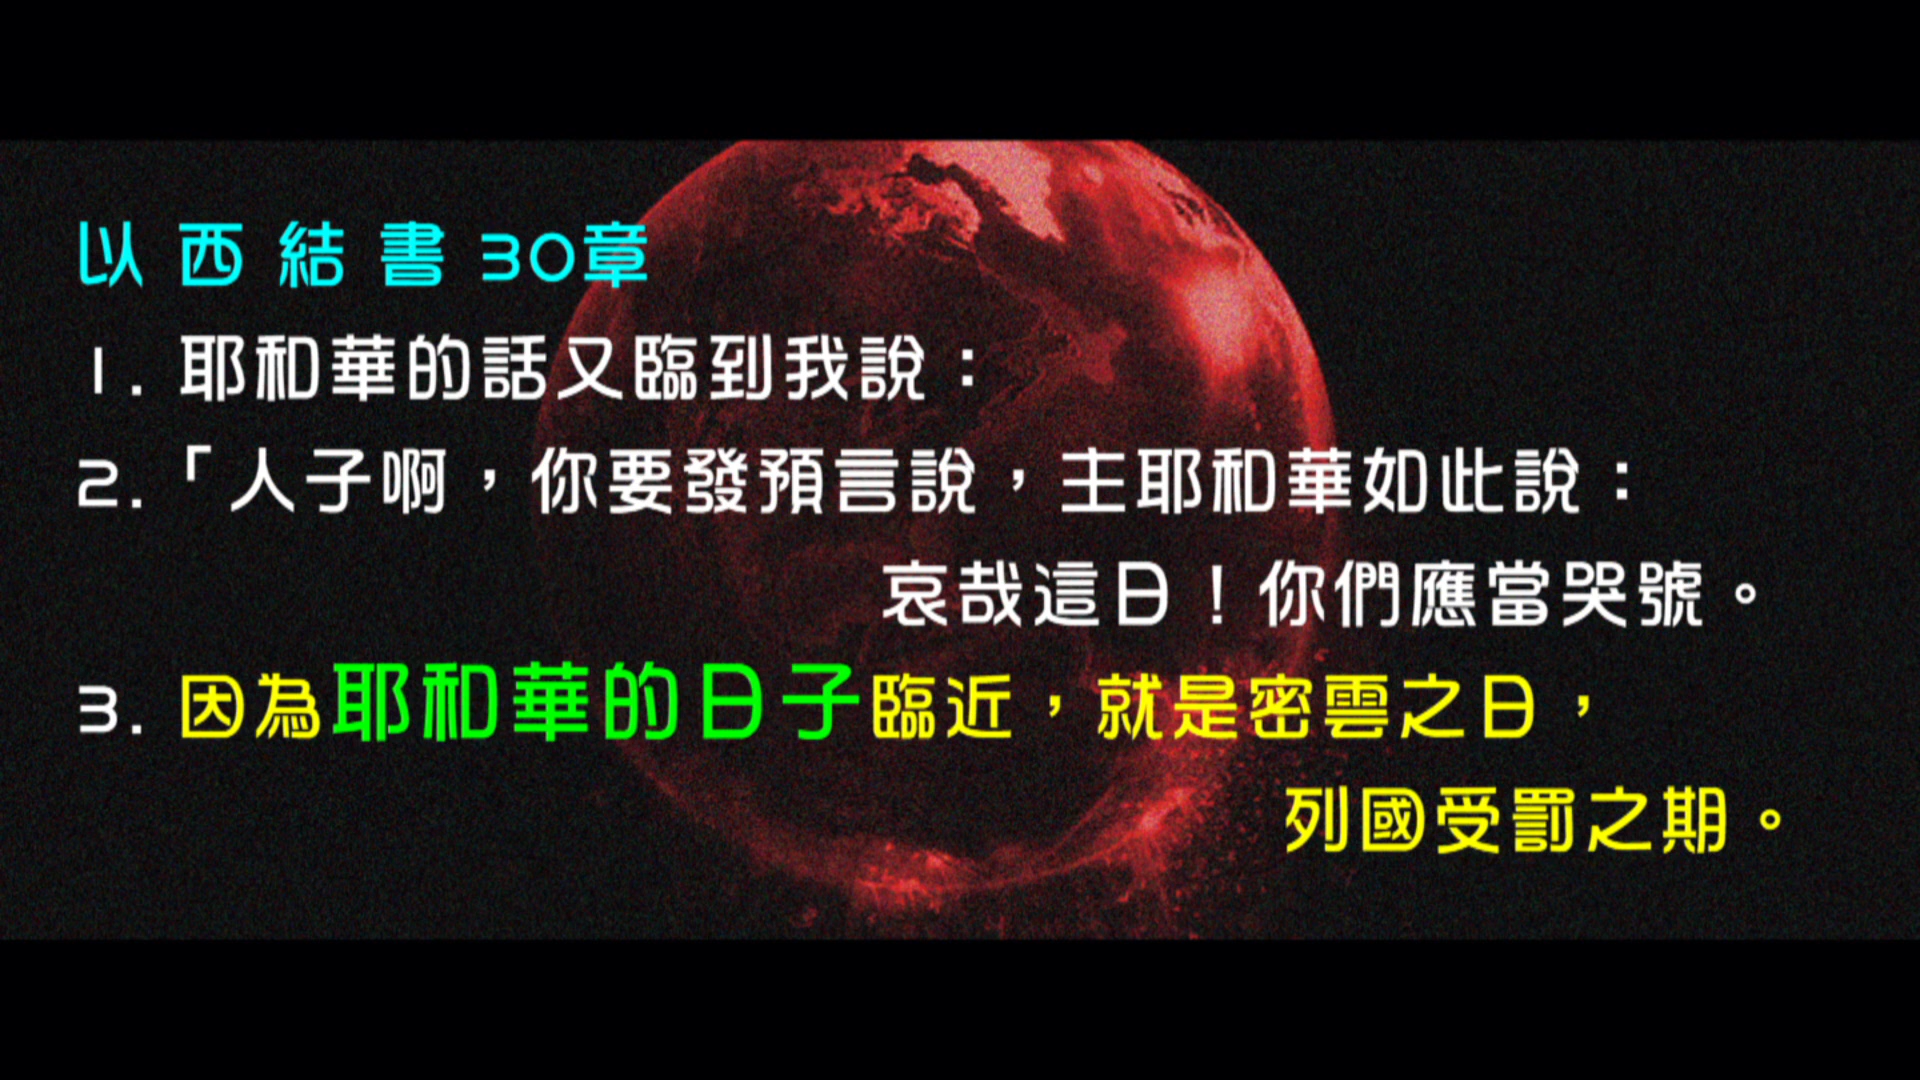 以西結書30章
1. 耶和華的話又臨到我說：
2.「人子啊，你要發預言說，主耶和華如此說：
哀哉這日！你們應當哭號。
3. 因為耶和華的日子臨近，就是密雲之日，
列國受罰之期。